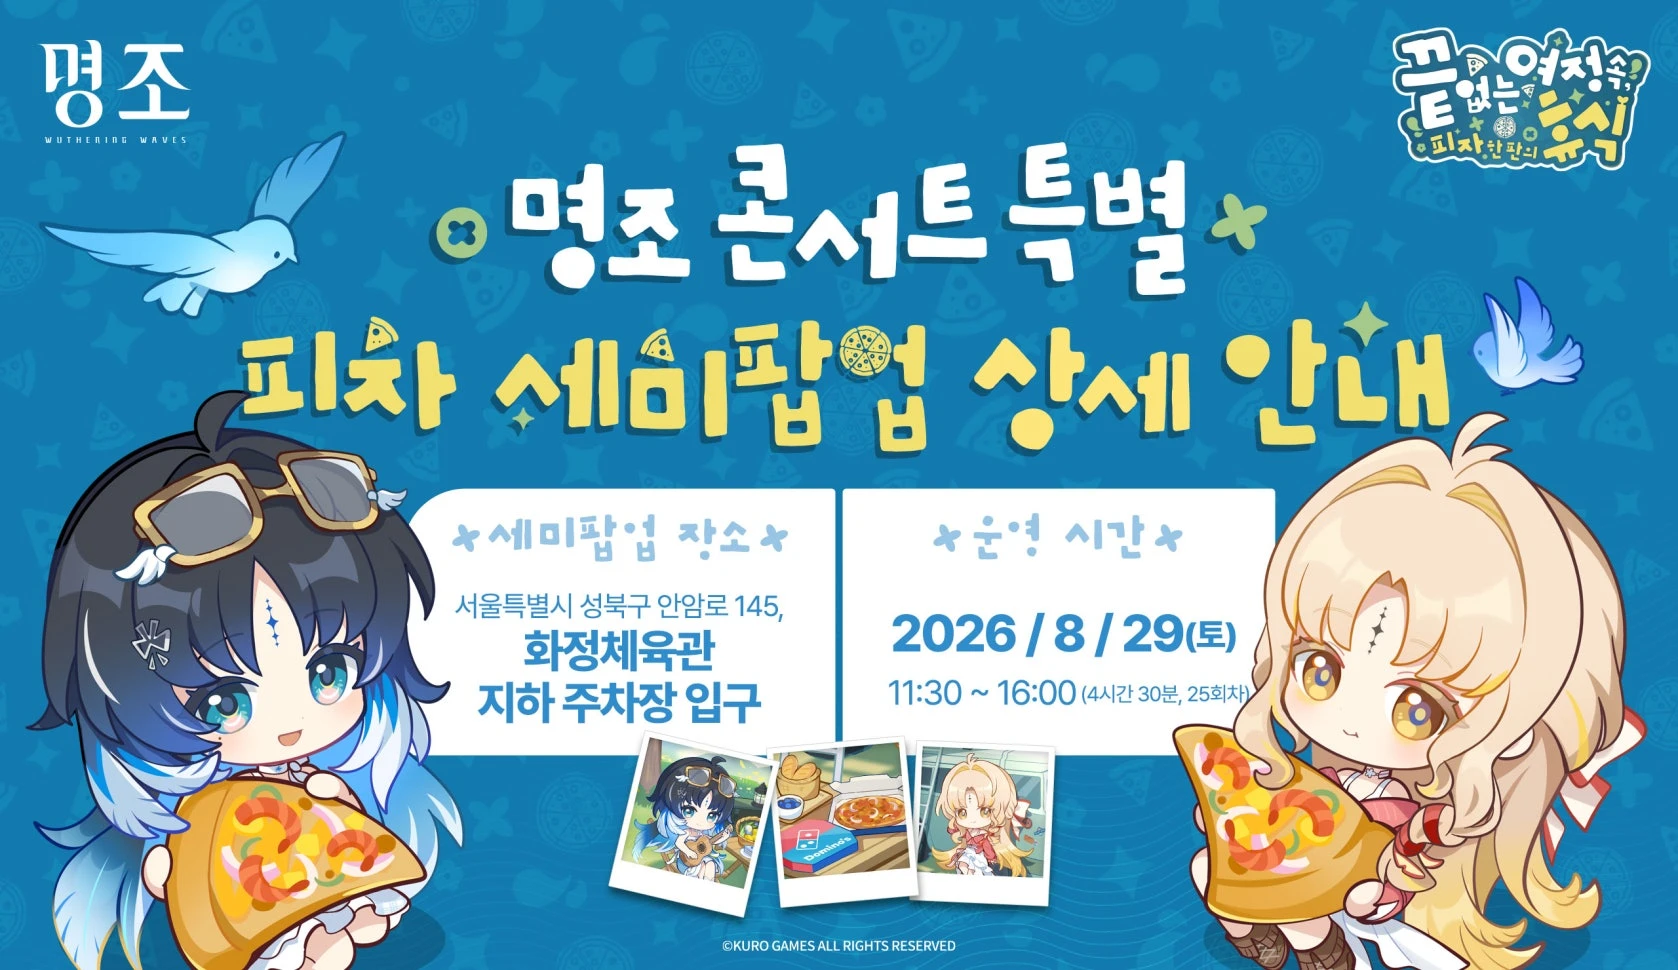 명조
WUTHERING WAVES
끝없는 여정 속,
피자 한 판의 휴식
명조 콘서트 특별
피자 세미팝업 상세 안내
세미팝업 장소
서울특별시 성북구 안암로 145,
화정체육관
지하 주차장 입구
운영 시간
2026 / 8 / 29(토)
11:30 ~ 16:00 (4시간 30분, 25회차)
Domino's
©KURO GAMES ALL RIGHTS RESERVED